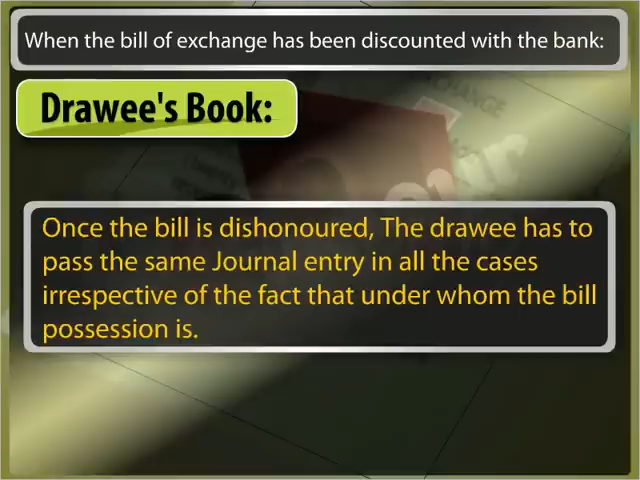 When the bill of exchange has been discounted with the bank:
Drawee's Book:
Once the bill is dishonoured, The drawee has to
pass the same Journal entry in all the cases
irrespective of the fact that under whom the bill
possession is.